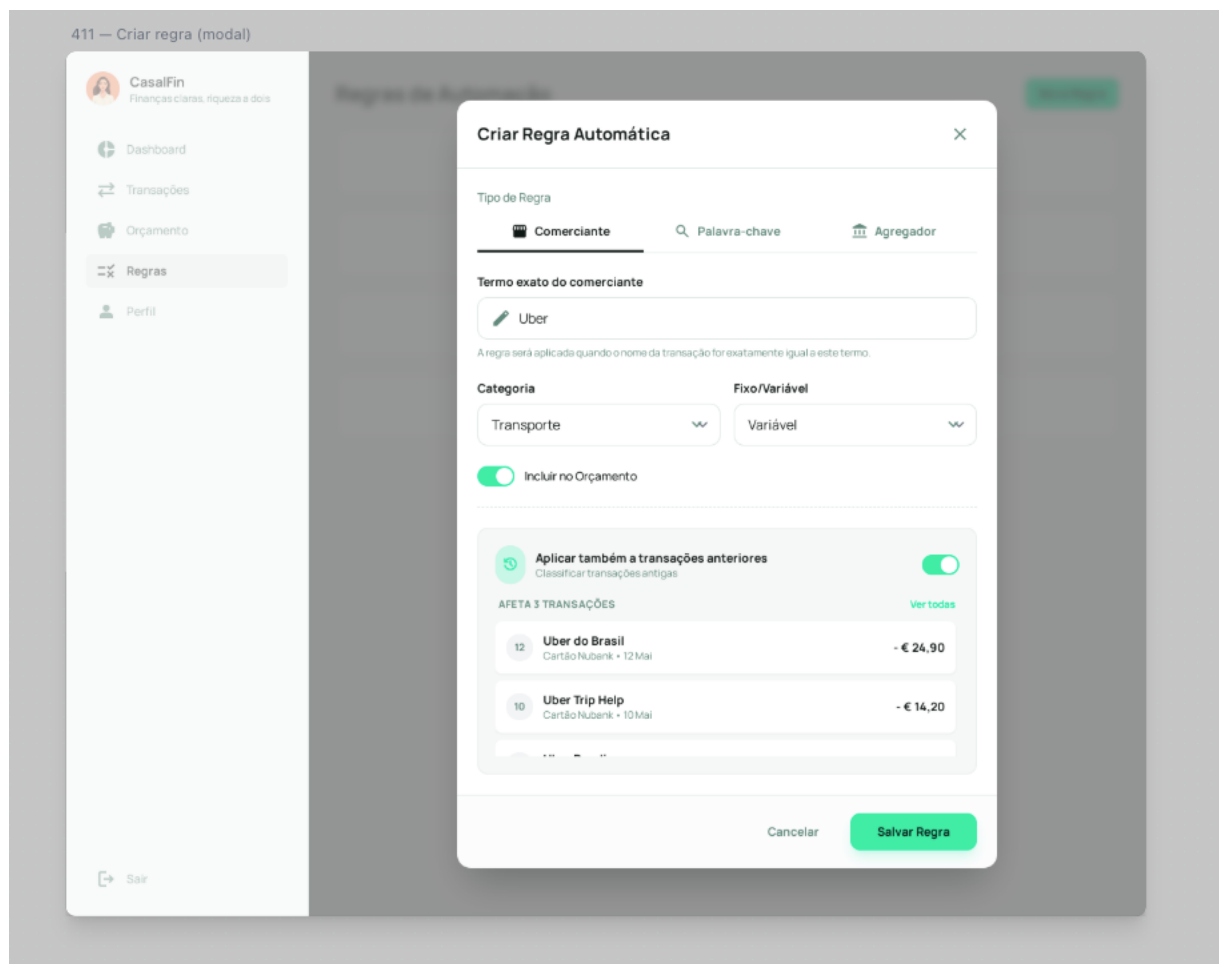 411 — Criar regra (modal)
CasalFin
Finanças claras, riqueza a dois
Dashboard
Transações
Orçamento
Regras
Perfil
Sair
Regras de Automação
Criar Regra Automática
Tipo de Regra
Comerciante
Palavra-chave
Agregador
Termo exato do comerciante
Uber
A regra será aplicada quando o nome da transação for exatamente igual a este termo.
Categoria
Fixo/Variável
Transporte
Variável
Incluir no Orçamento
Aplicar também a transações anteriores
Classificar transações antigas
AFETA 3 TRANSAÇÕES
Ver todas
12
Uber do Brasil
Cartão Nubank • 12 Mai
- € 24,90
10
Uber Trip Help
Cartão Nubank • 10 Mai
- € 14,20
Cancelar
Salvar Regra